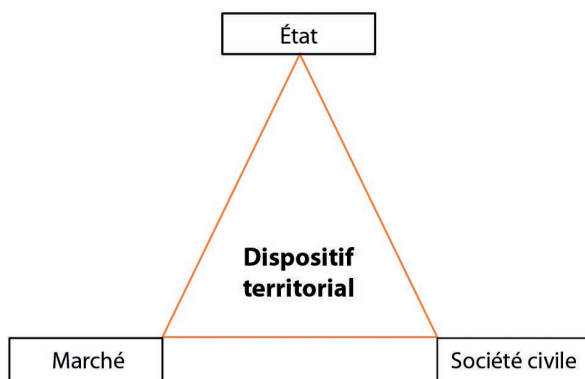 État
Dispositif
territorial
Marché
Société civile